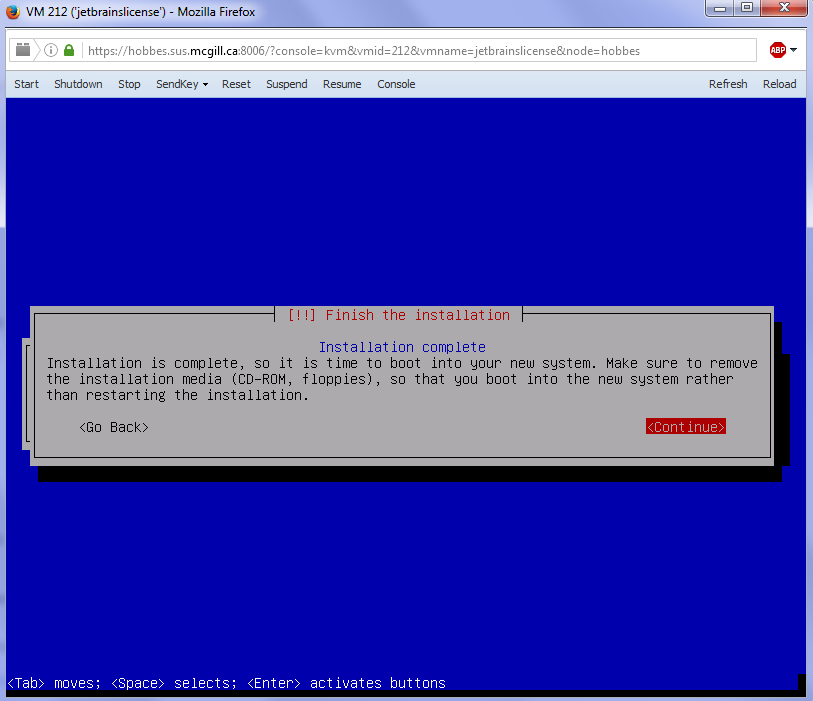 VM 212 ('jetbrainslicense') - Mozilla Firefox
https://hobbes.sus.mcgill.ca:8006/?console=kvm&vmid=212&vmname=jetbrainslicense&node=hobbes
ABP
Start Shutdown Stop SendKey Reset Suspend Resume Console Refresh Reload
[!!] Finish the installation
Installation complete
Installation is complete, so it is time to boot into your new system. Make sure to remove
the installation media (CD-ROM, floppies), so that you boot into the new system rather
than restarting the installation.
<Go Back> <Continue>
<Tab> moves; <Space> selects; <Enter> activates buttons